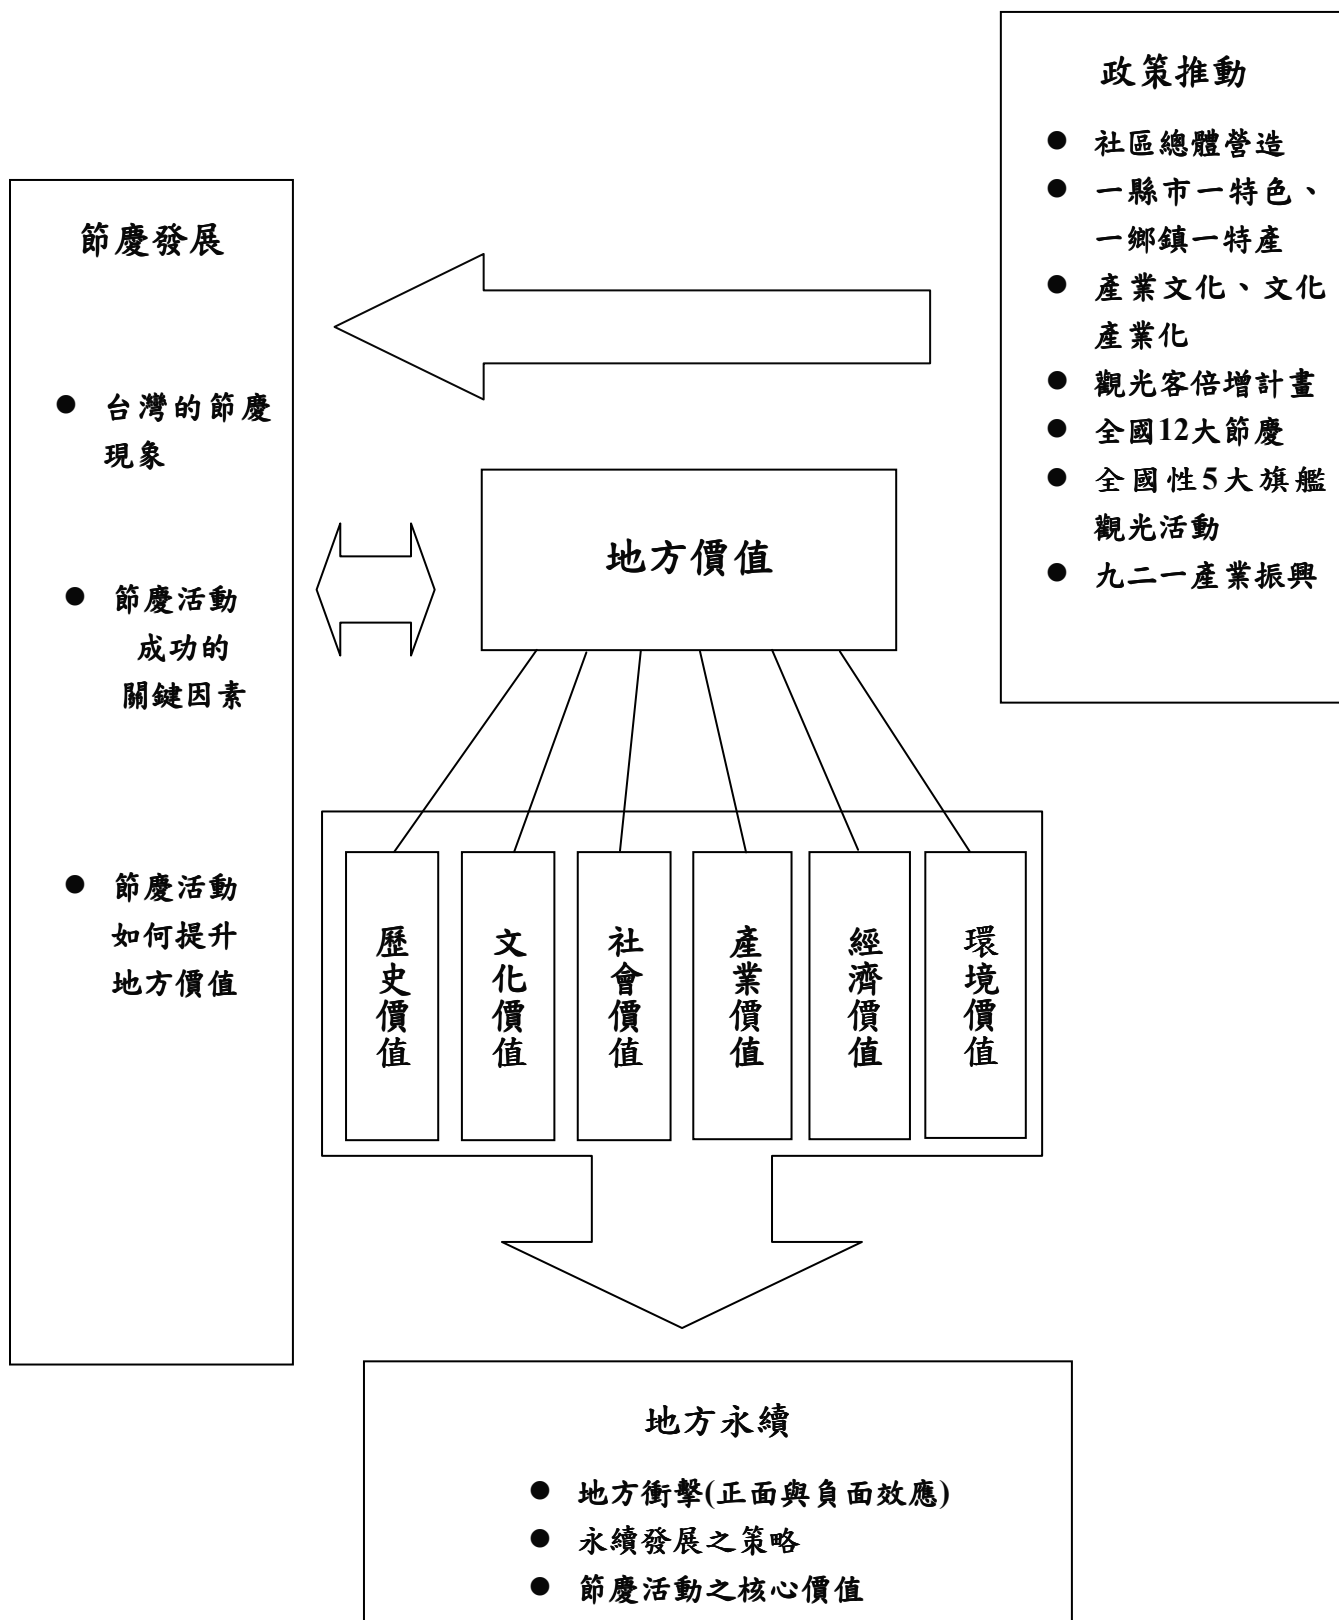 政策推動
● 社區總體營造
● 一縣市一特色、
一鄉鎮一特產
● 產業文化、文化
產業化
● 觀光客倍增計畫
● 全國12大節慶
● 全國性5大旗艦
觀光活動
● 九二一產業振興
節慶發展
● 台灣的節慶
現象
● 節慶活動
成功的
關鍵因素
● 節慶活動
如何提升
地方價值
地方價值
歷史價值
文化價值
社會價值
產業價值
經濟價值
環境價值
地方永續
● 地方衝擊(正面與負面效應)
● 永續發展之策略
● 節慶活動之核心價值